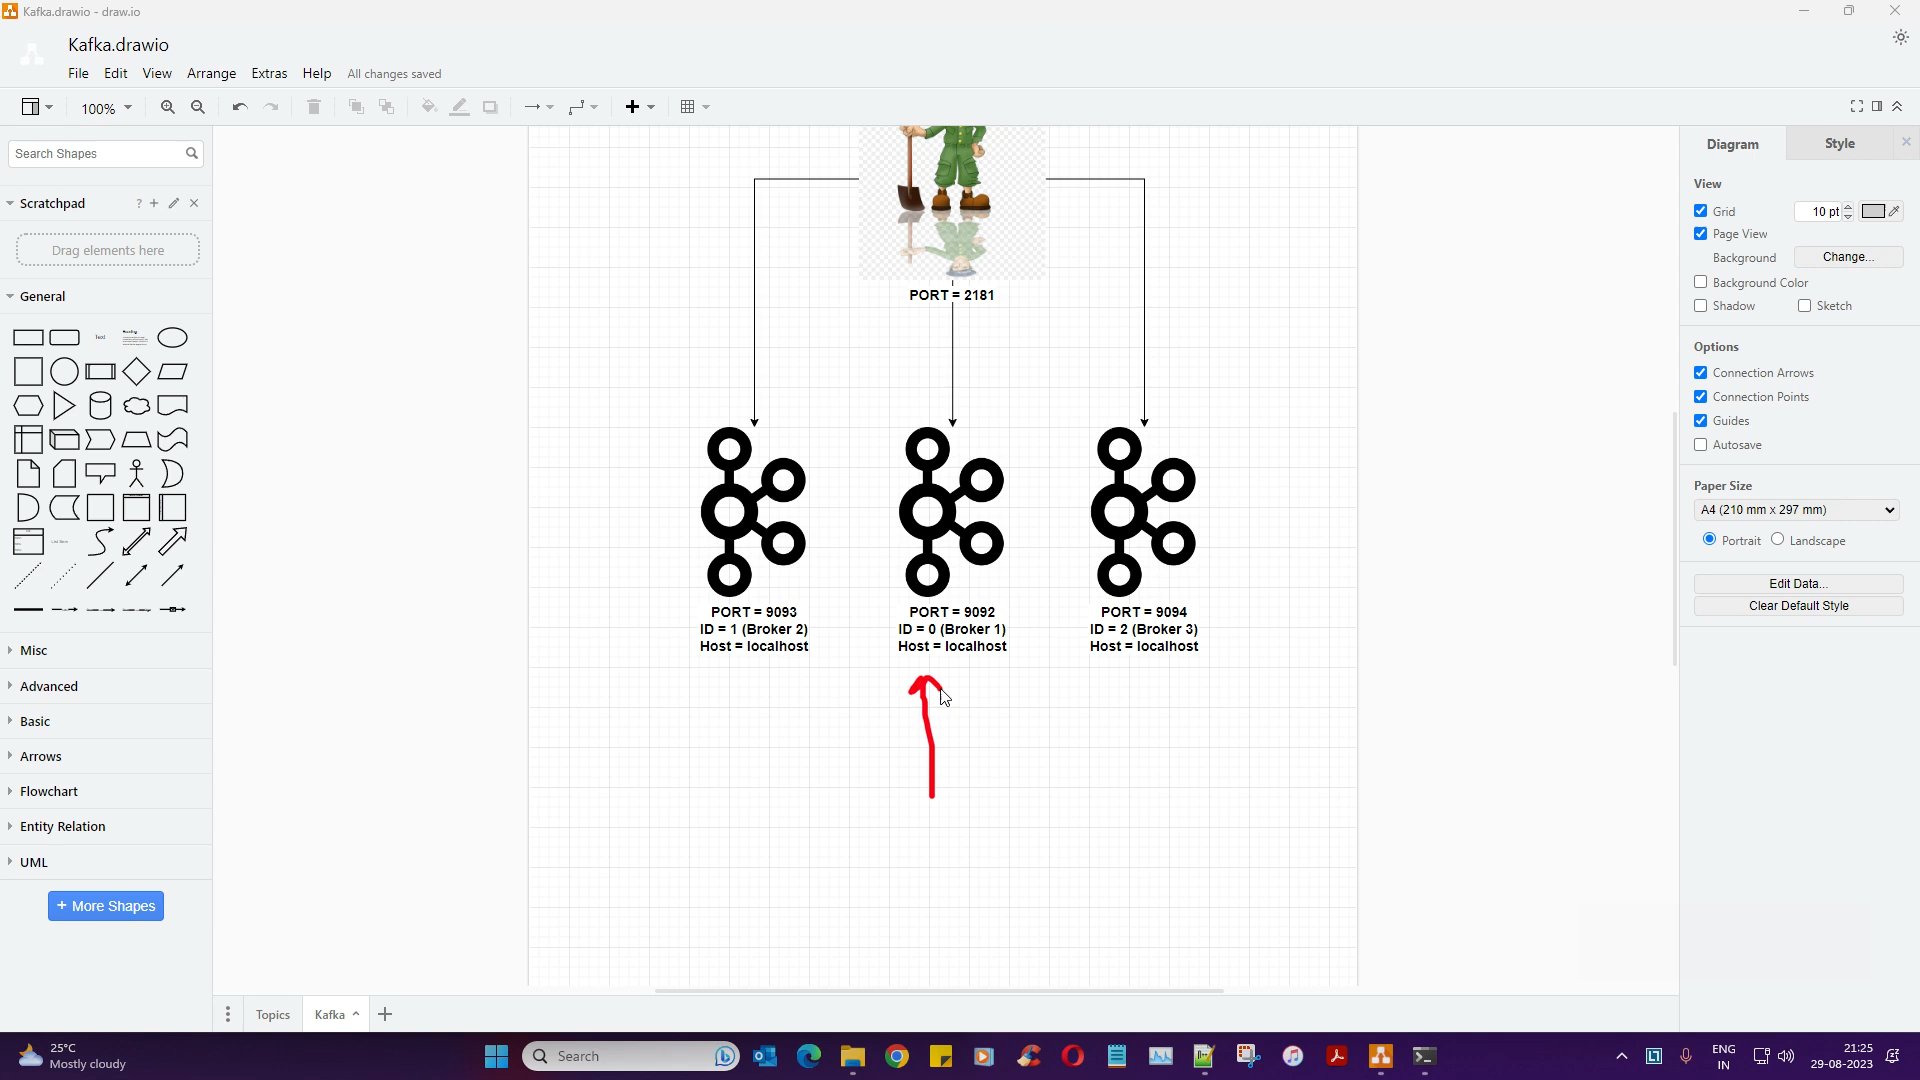 Kafka.drawio - draw.io
Kafka.drawio
File Edit View Arrange Extras Help All changes saved
100%
Search Shapes
Scratchpad
?
Drag elements here
General
Text
Heading
List Item
Misc
Advanced
Basic
Arrows
Flowchart
Entity Relation
UML
+ More Shapes
PORT = 2181
PORT = 9093
ID = 1 (Broker 2)
Host = localhost
PORT = 9092
ID = 0 (Broker 1)
Host = localhost
PORT = 9094
ID = 2 (Broker 3)
Host = localhost
Diagram Style
View
Grid 10 pt
Page View
Background Change...
Background Color
Shadow Sketch
Options
Connection Arrows
Connection Points
Guides
Autosave
Paper Size
A4 (210 mm x 297 mm)
Portrait Landscape
Edit Data...
Clear Default Style
Topics Kafka
25°C
Mostly cloudy
Search
ENG
IN
21:25
29-08-2023